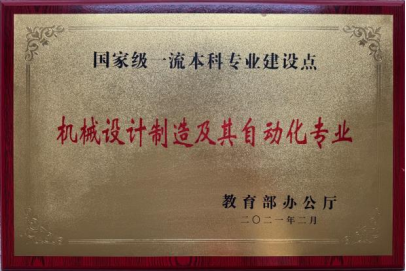 国家级一流本科专业建设点
机械设计制造及其自动化专业
教育部办公厅
二〇二一年二月